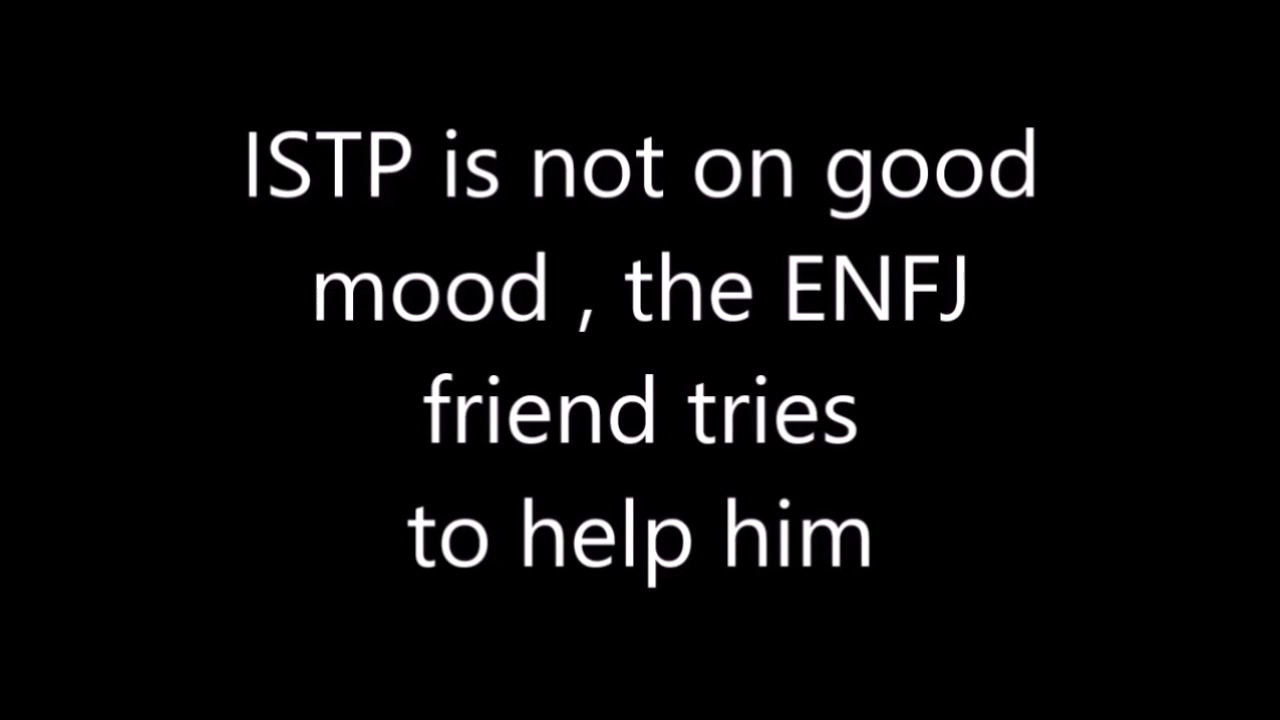 ISTP is not on good
mood , the ENFJ
friend tries
to help him